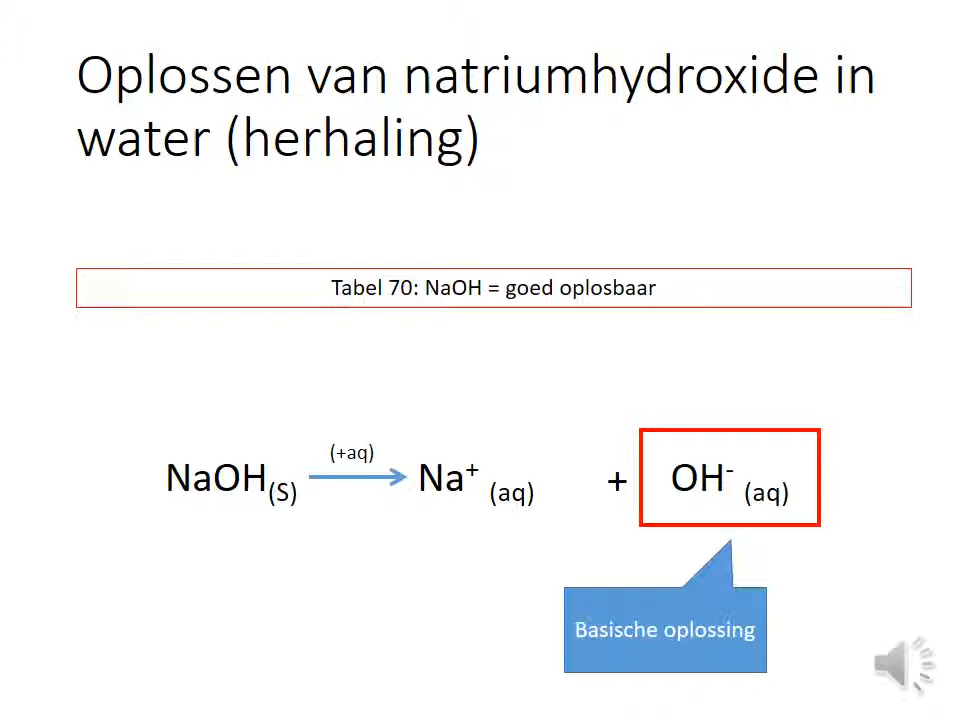 Oplossen van natriumhydroxide in
water (herhaling)
Tabel 70: NaOH = goed oplosbaar
(+aq)
NaOH(S) Na+ (aq) + OH- (aq)
Basische oplossing